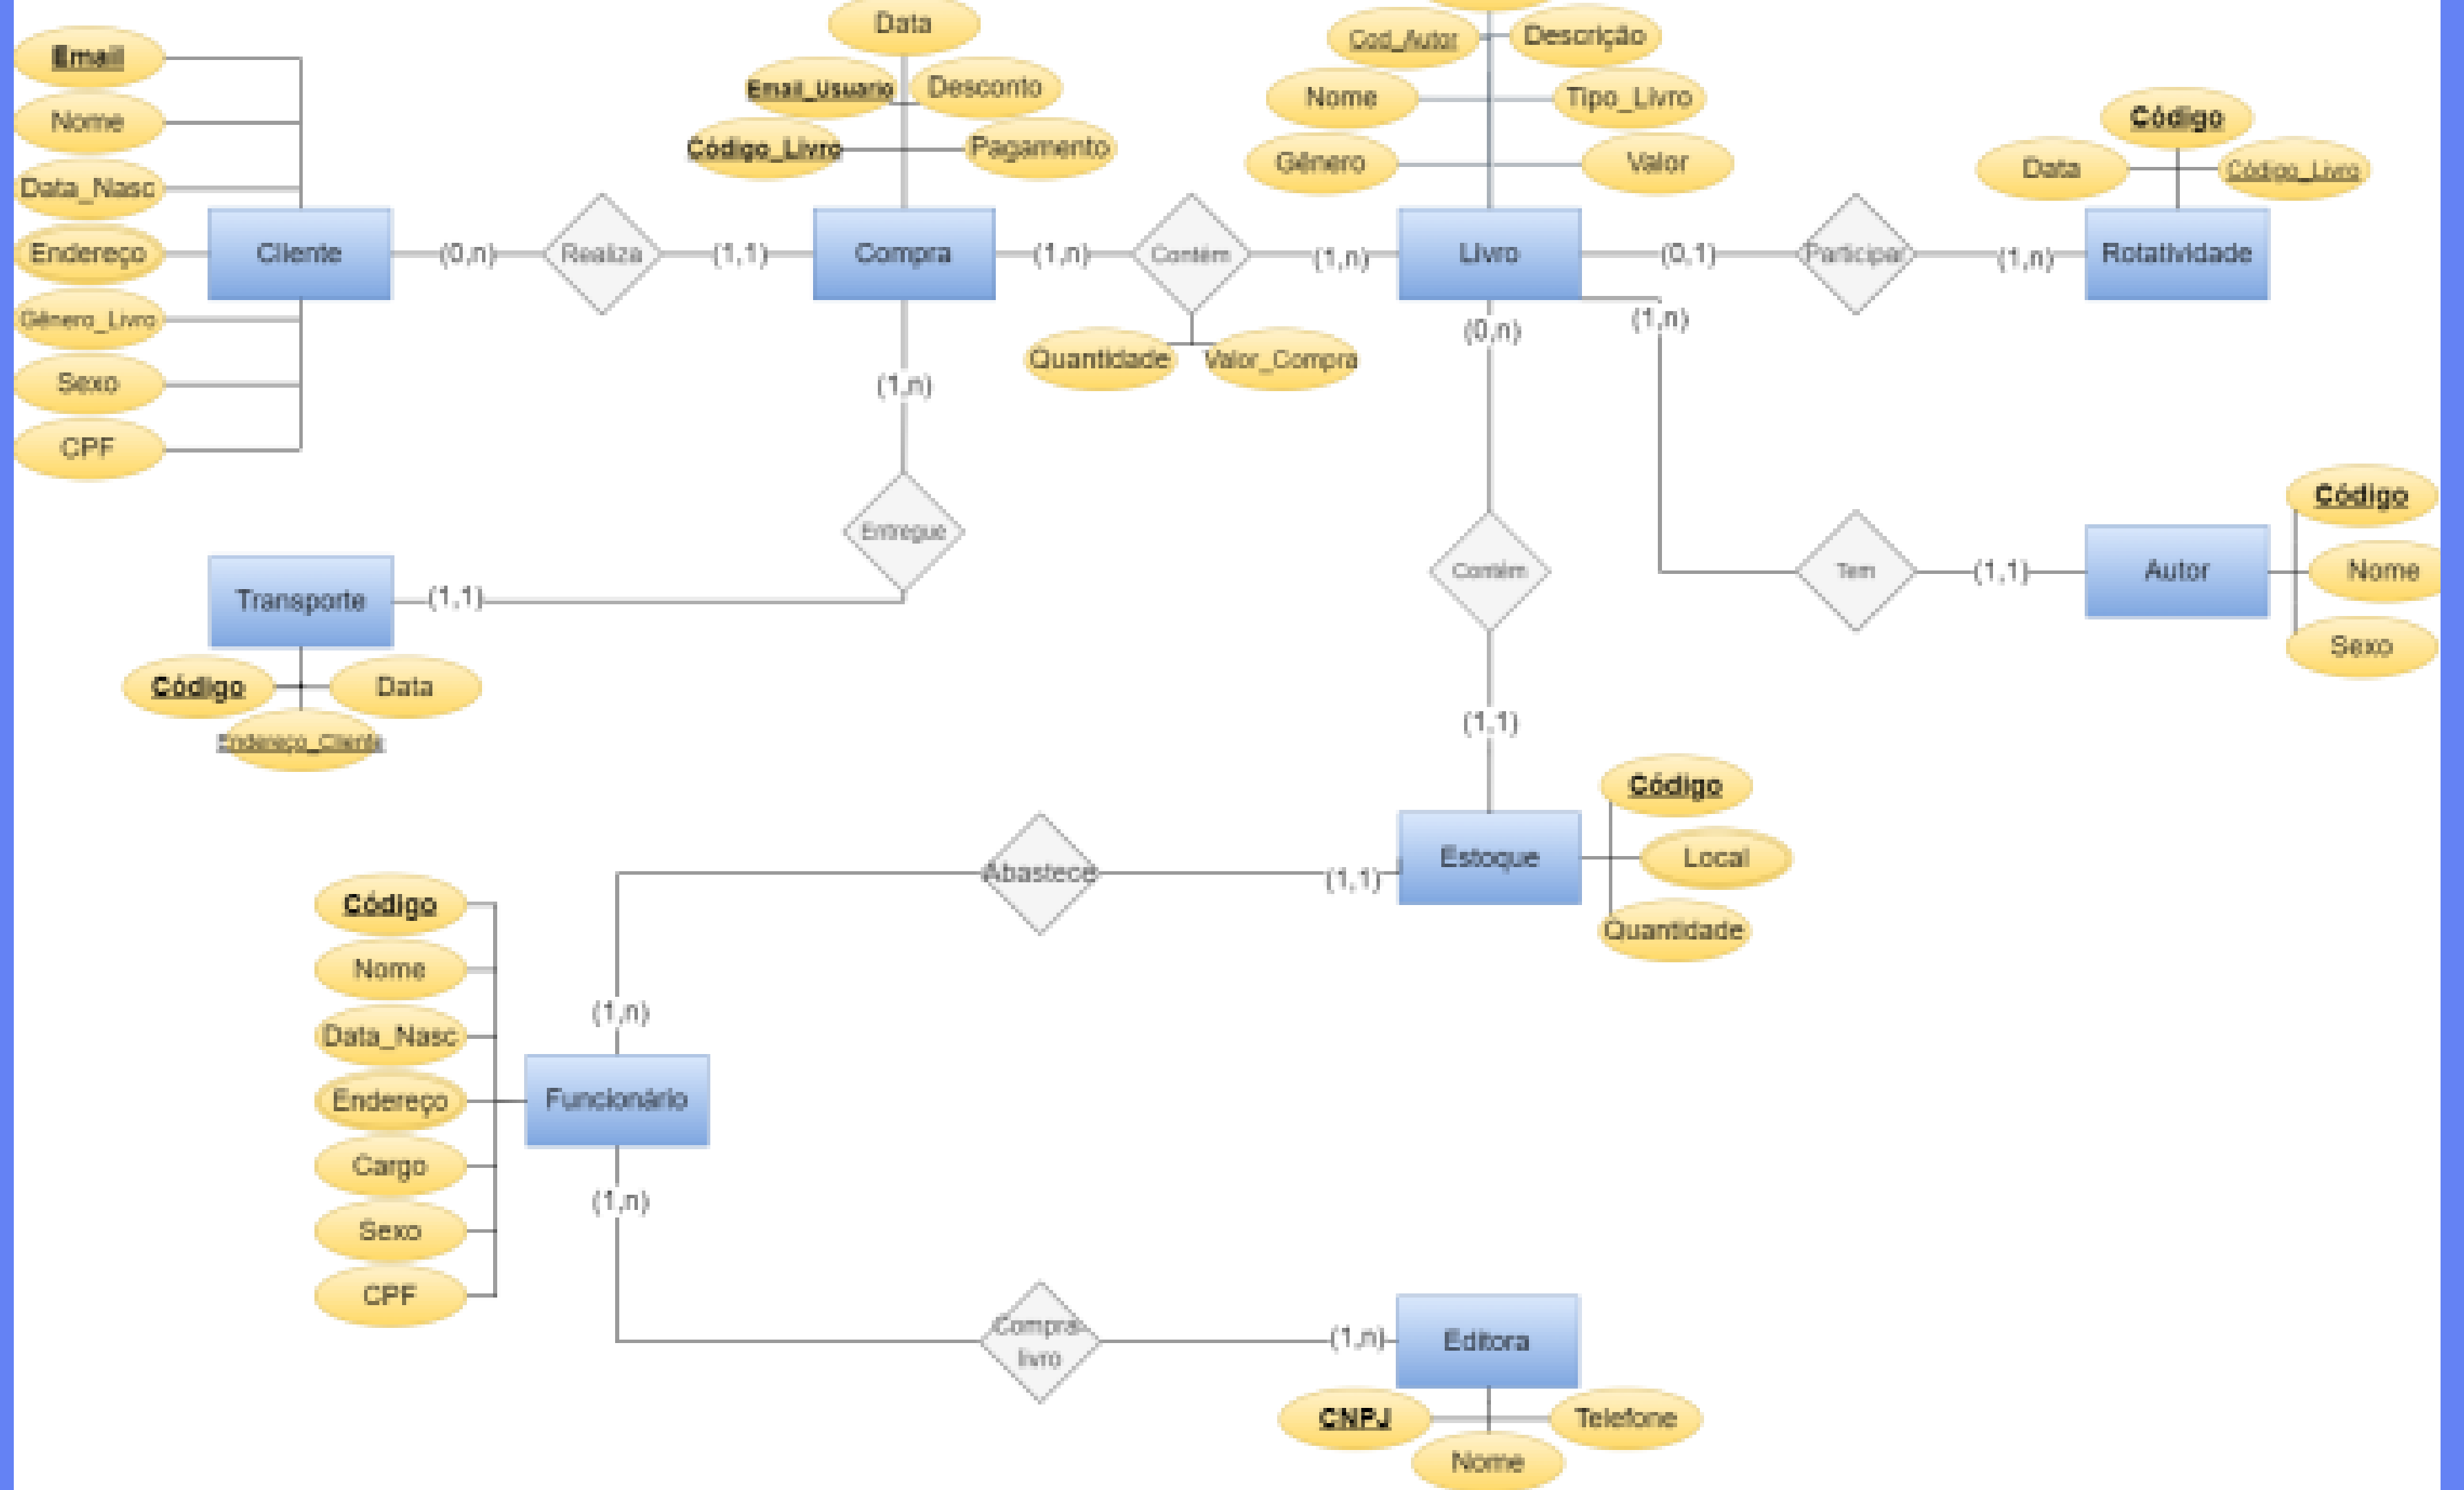 Data
Cod_Autor
Descrição
Email
Email_Usuario
Desconto
Nome
Tipo_Livro
Nome
Código_Livro
Pagamento
Gênero
Valor
Código
Data
Código_Livro
Data_Nasc
Endereço
Cliente
(0,n)
Realiza
(1,1)
Compra
(1,n)
Contém
(1,n)
Livro
(0,1)
Participar
(1,n)
Rotatividade
Gênero_Livro
(0,n)
(1,n)
Quantidade
Valor_Compra
Sexo
(1,n)
CPF
Código
Entregue
Contém
Tem
(1,1)
Autor
Nome
Transporte
(1,1)
Sexo
Código
Data
Endereço_Cliente
(1,1)
Código
Estoque
Local
Abastece
(1,1)
Quantidade
Código
Nome
(1,n)
Data_Nasc
Endereço
Funcionário
Cargo
(1,n)
Sexo
CPF
Compra
livro
(1,n)
Editora
CNPJ
Telefone
Nome